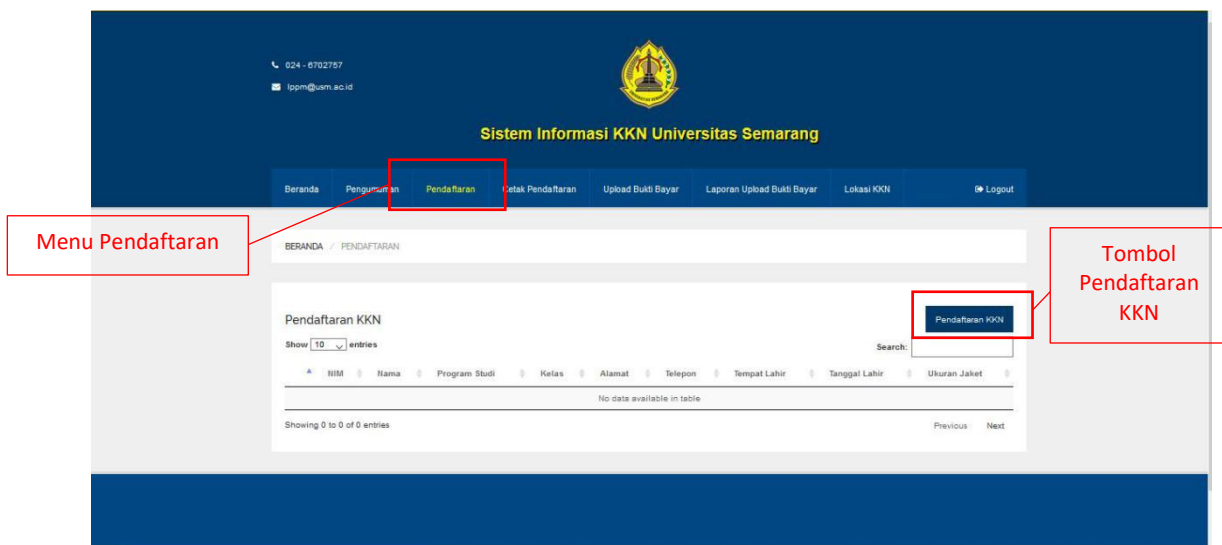 024 - 6702757
lppm@usm.ac.id
Sistem Informasi KKN Universitas Semarang
Beranda Pengumuman Pendaftaran Cetak Pendaftaran Upload Bukti Bayar Laporan Upload Bukti Bayar Lokasi KKN Logout
Menu Pendaftaran
BERANDA / PENDAFTARAN
Tombol
Pendaftaran
KKN
Pendaftaran KKN
Pendaftaran KKN
Show 10 entries
Search:
NIM Nama Program Studi Kelas Alamat Telepon Tempat Lahir Tanggal Lahir Ukuran Jaket
No data available in table
Showing 0 to 0 of 0 entries
Previous Next